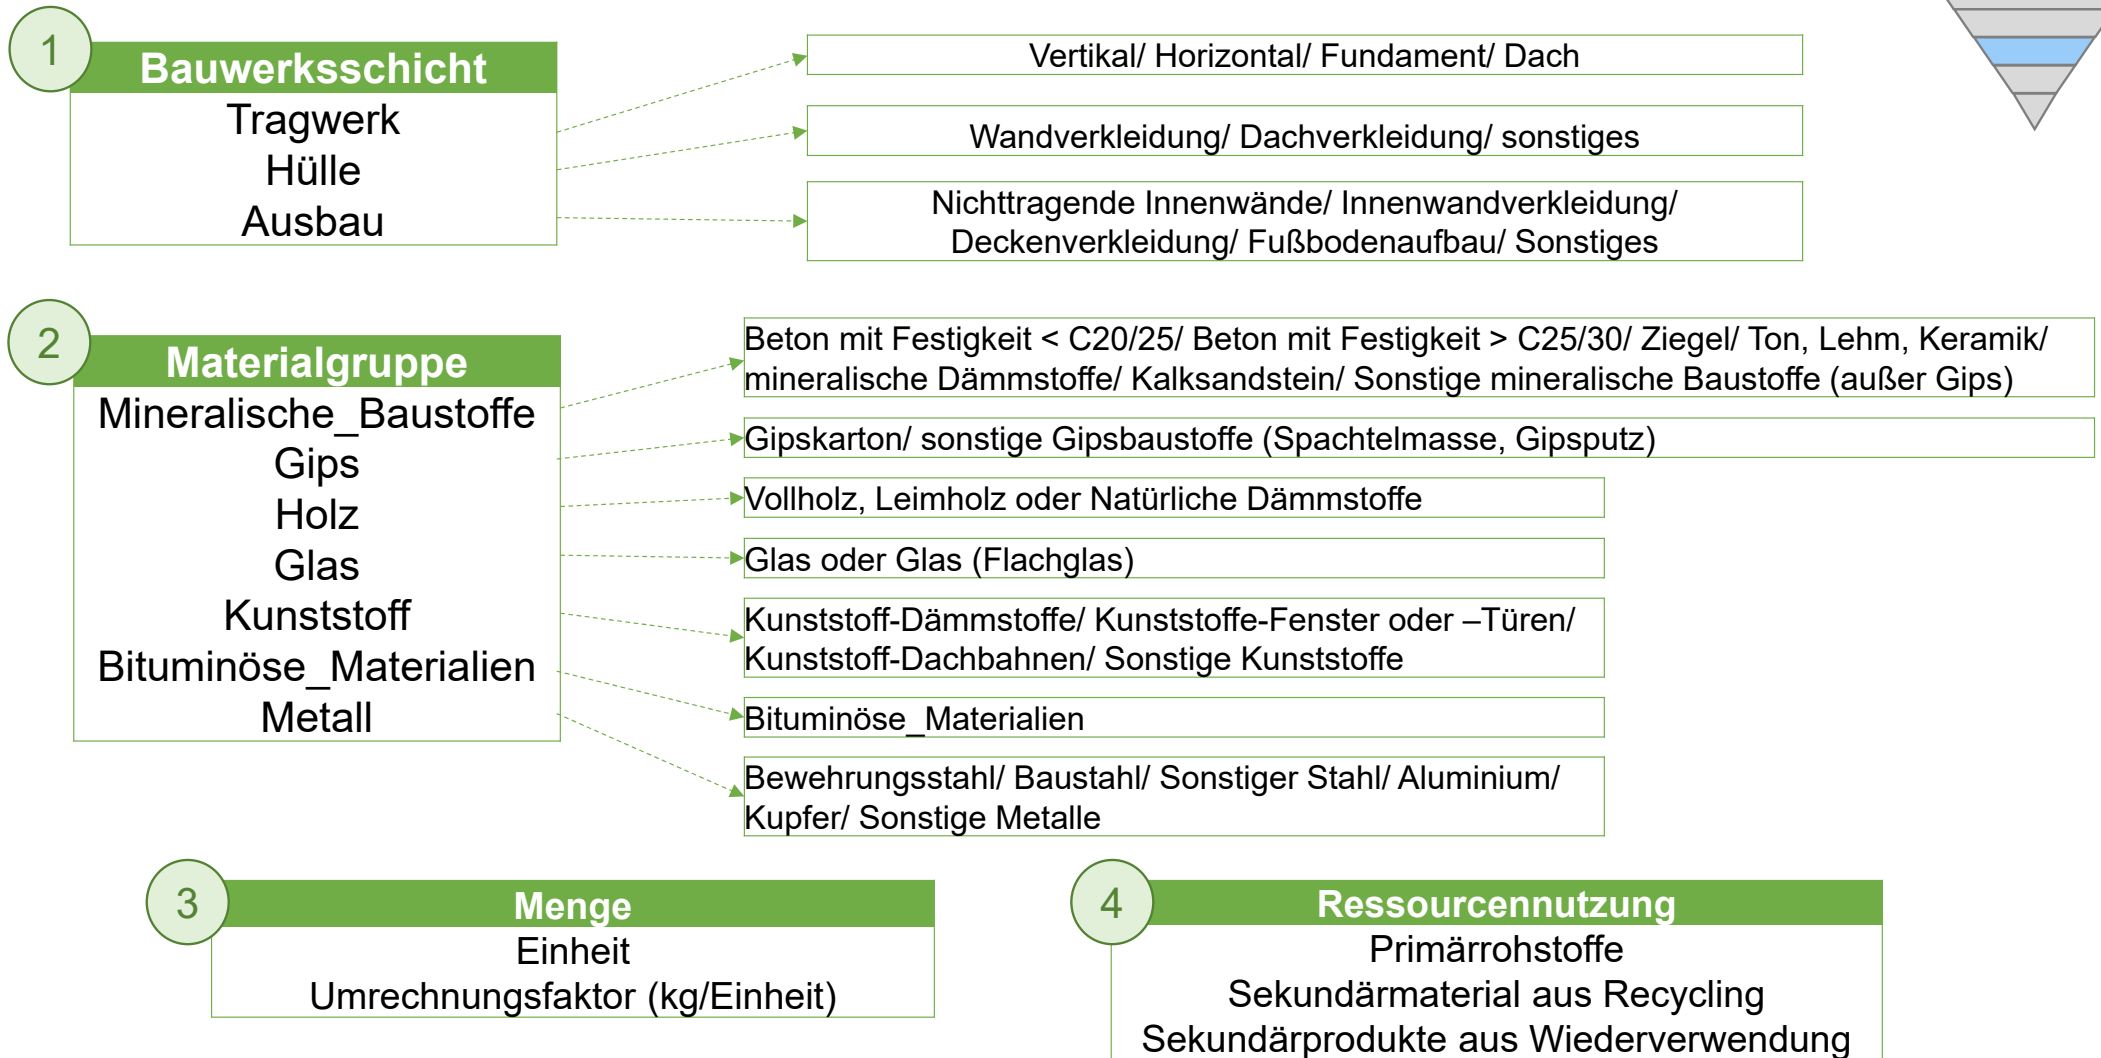 1
Bauwerksschicht
Tragwerk
Hülle
Ausbau
Vertikal/ Horizontal/ Fundament/ Dach
Wandverkleidung/ Dachverkleidung/ sonstiges
Nichttragende Innenwände/ Innenwandverkleidung/
Deckenverkleidung/ Fußbodenaufbau/ Sonstiges
2
Materialgruppe
Mineralische_Baustoffe
Gips
Holz
Glas
Kunststoff
Bituminöse_Materialien
Metall
Beton mit Festigkeit < C20/25/ Beton mit Festigkeit > C25/30/ Ziegel/ Ton, Lehm, Keramik/
mineralische Dämmstoffe/ Kalksandstein/ Sonstige mineralische Baustoffe (außer Gips)
Gipskarton/ sonstige Gipsbaustoffe (Spachtelmasse, Gipsputz)
Vollholz, Leimholz oder Natürliche Dämmstoffe
Glas oder Glas (Flachglas)
Kunststoff-Dämmstoffe/ Kunststoffe-Fenster oder –Türen/
Kunststoff-Dachbahnen/ Sonstige Kunststoffe
Bituminöse_Materialien
Bewehrungsstahl/ Baustahl/ Sonstiger Stahl/ Aluminium/
Kupfer/ Sonstige Metalle
3
Menge
Einheit
Umrechnungsfaktor (kg/Einheit)
4
Ressourcennutzung
Primärrohstoffe
Sekundärmaterial aus Recycling
Sekundärprodukte aus Wiederverwendung